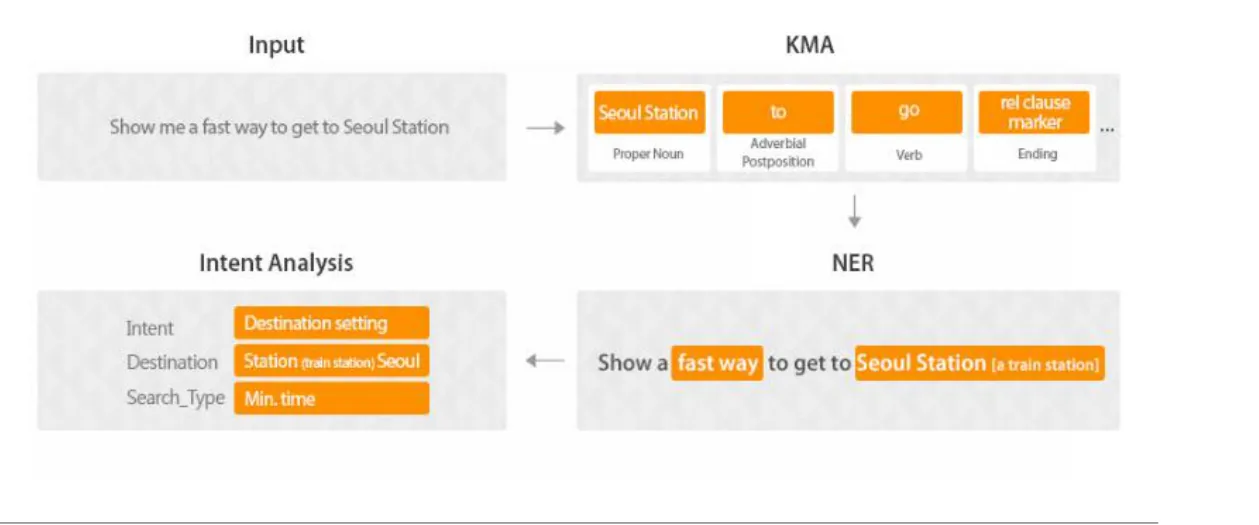 Input
Show me a fast way to get to Seoul Station
KMA
Seoul Station
Proper Noun
to
Adverbial
Postposition
go
Verb
rel clause
marker
Ending
...
NER
Show a fast way to get to Seoul Station [a train station]
Intent Analysis
Intent Destination setting
Destination Station (train station) Seoul
Search_Type Min. time